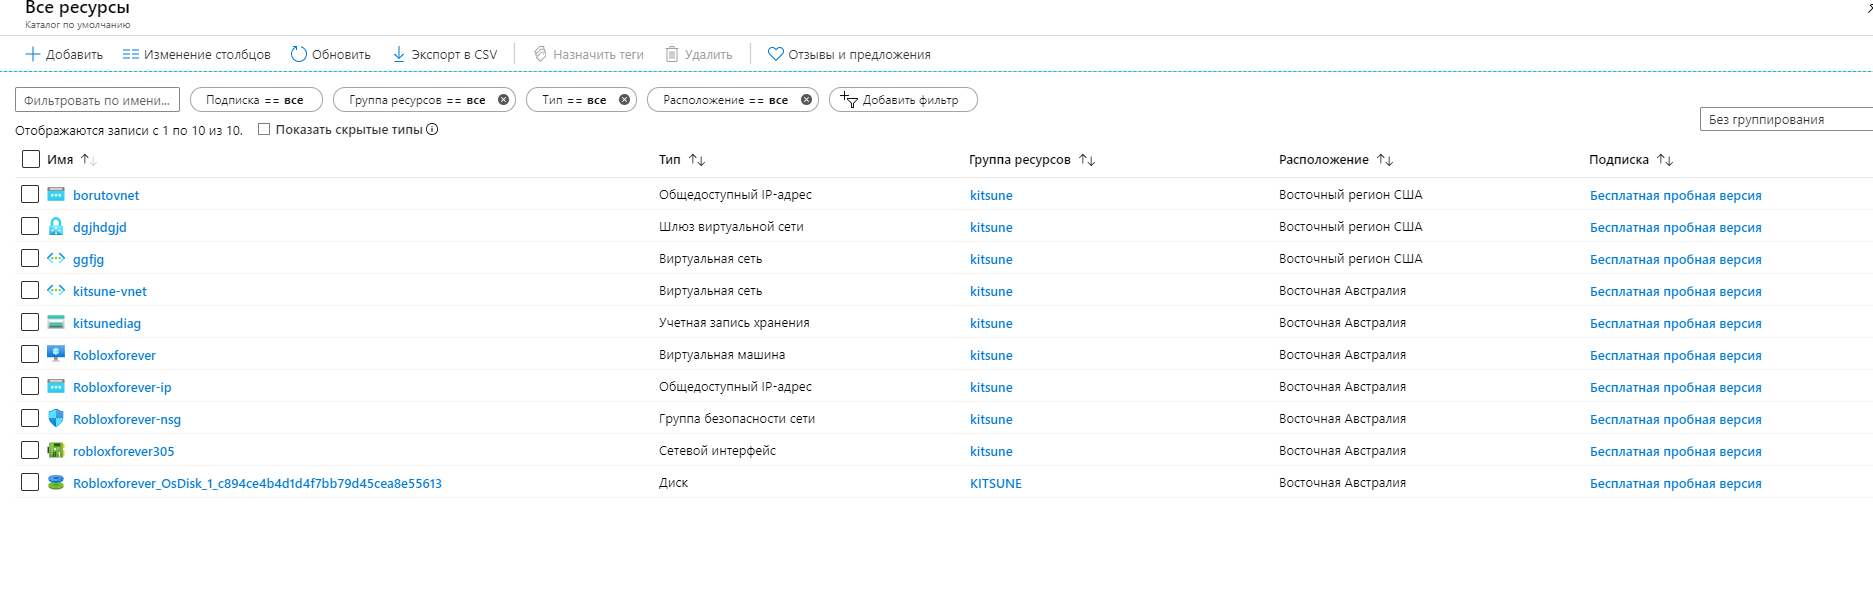 Все ресурсы
Каталог по умолчанию
Добавить Изменение столбцов Обновить Экспорт в CSV Назначить теги Удалить Отзывы и предложения
Фильтровать по имени... Подписка == все Группа ресурсов == все Тип == все Расположение == все Добавить фильтр
Отображаются записи с 1 по 10 из 10. Показать скрытые типы
Без группирования
Имя Тип Группа ресурсов Расположение Подписка
borutovnet Общедоступный IP-адрес kitsune Восточный регион США Бесплатная пробная версия
dgjhdgjd Шлюз виртуальной сети kitsune Восточный регион США Бесплатная пробная версия
ggfjg Виртуальная сеть kitsune Восточный регион США Бесплатная пробная версия
kitsune-vnet Виртуальная сеть kitsune Восточная Австралия Бесплатная пробная версия
kitsunediag Учетная запись хранения kitsune Восточная Австралия Бесплатная пробная версия
Robloxforever Виртуальная машина kitsune Восточная Австралия Бесплатная пробная версия
Robloxforever-ip Общедоступный IP-адрес kitsune Восточная Австралия Бесплатная пробная версия
Robloxforever-nsg Группа безопасности сети kitsune Восточная Австралия Бесплатная пробная версия
robloxforever305 Сетевой интерфейс kitsune Восточная Австралия Бесплатная пробная версия
Robloxforever_OsDisk_1_c894ce4b4d1d4f7bb79d45cea8e55613 Диск KITSUNE Восточная Австралия Бесплатная пробная версия